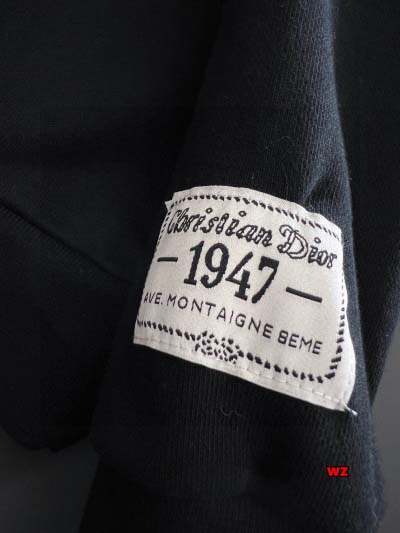 Christian Dior
— 1947 —
AVE. MONTAIGNE 8EME
WZ